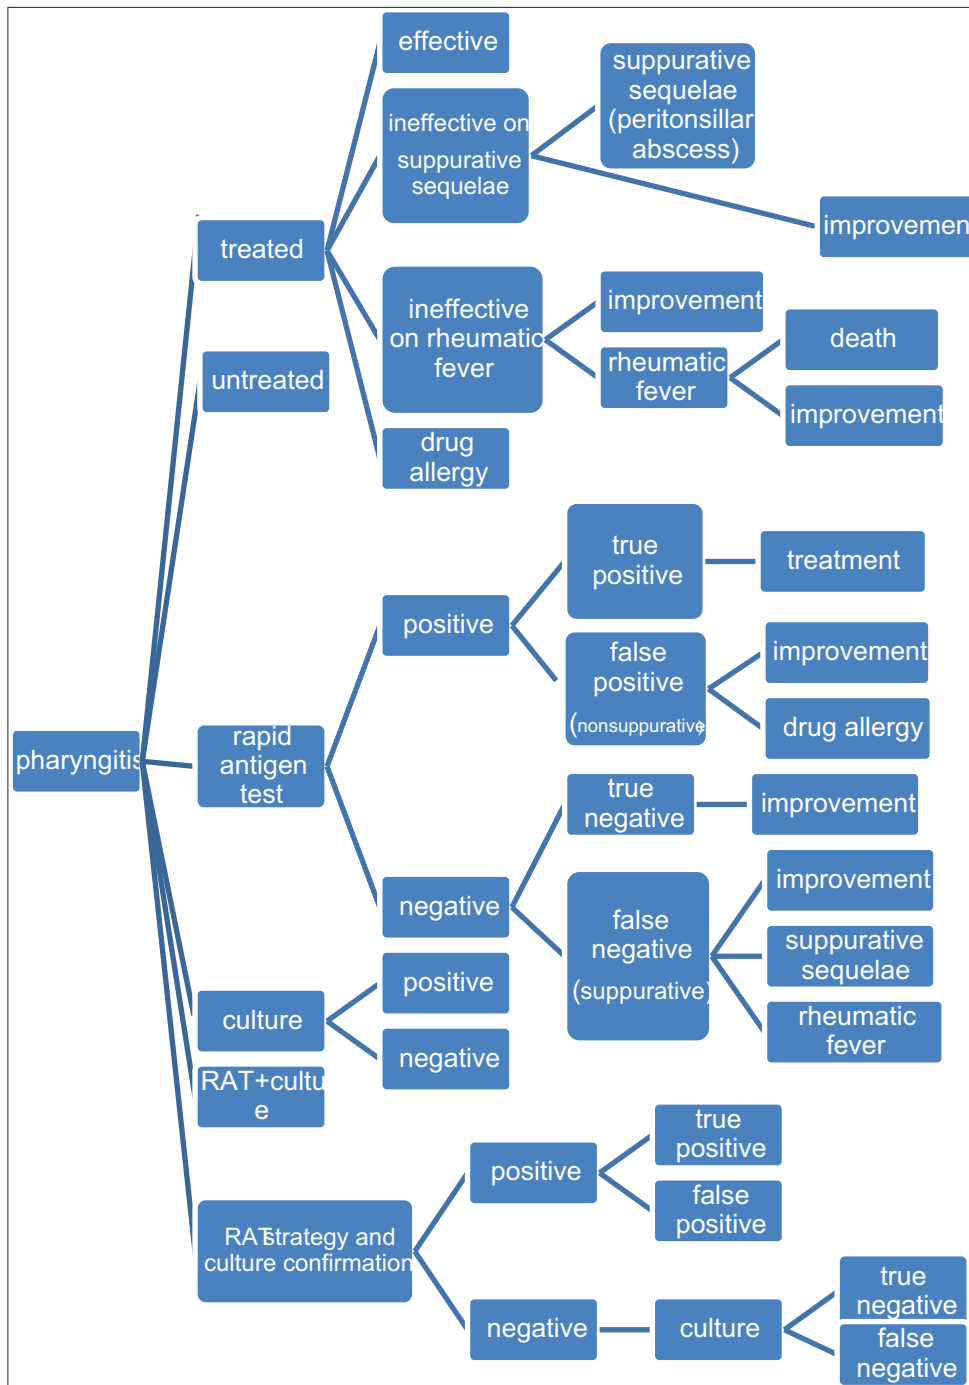 effective
ineffective on
suppurative
sequelae
suppurative
sequelae
(peritonsillar
abscess)
improvemen
treated
ineffective
on rheumatic
fever
improvement
rheumatic
fever
death
improvement
untreated
drug
allergy
pharyngitis
rapid
antigen
test
positive
true
positive
treatment
false
positive
(nonsuppurative)
improvement
drug allergy
negative
true
negative
improvement
false
negative
(suppurative)
improvement
suppurative
sequelae
rheumatic
fever
culture
positive
negative
RAT+cultu
e
RAT strategy and
culture confirmation
positive
true
positive
false
positive
negative
culture
true
negative
false
negative